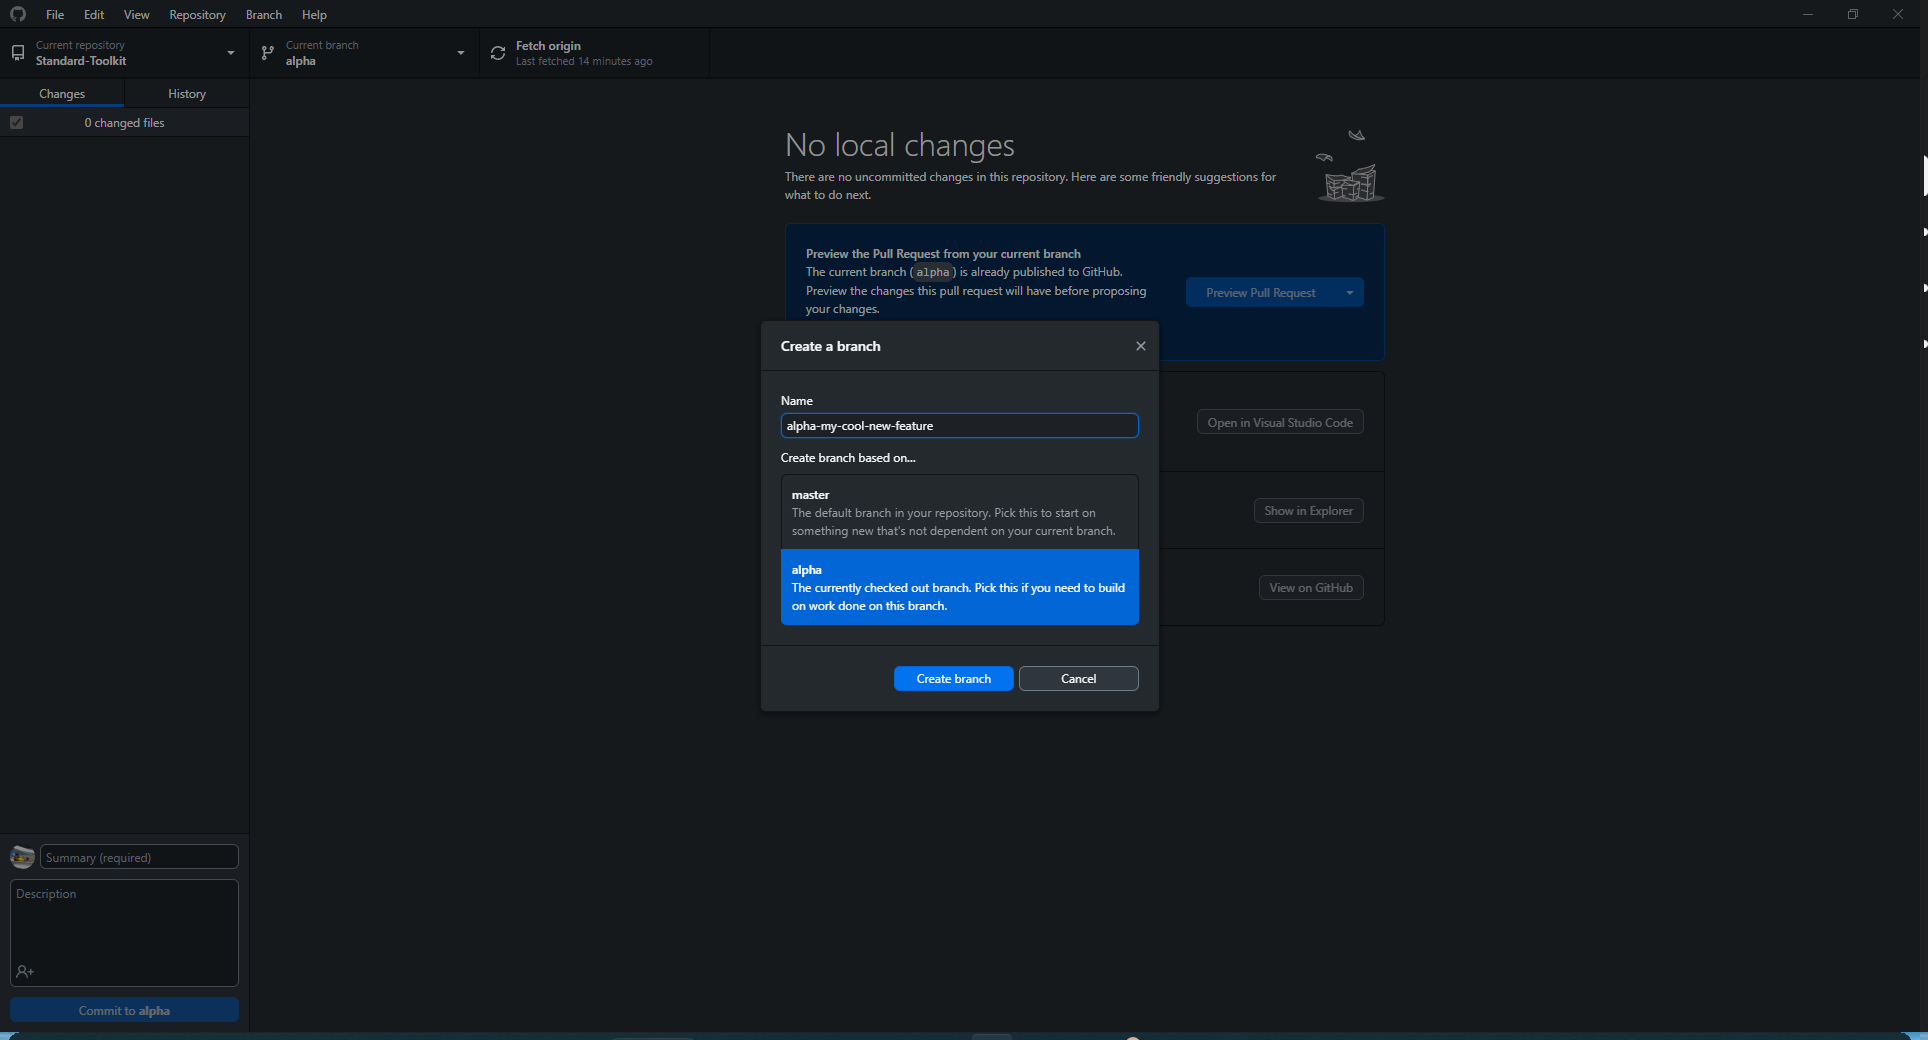 File Edit View Repository Branch Help
Current repository
Standard-Toolkit
Current branch
alpha
Fetch origin
Last fetched 14 minutes ago
Changes History
0 changed files
No local changes
There are no uncommitted changes in this repository. Here are some friendly suggestions for
what to do next.
Preview the Pull Request from your current branch
The current branch (alpha) is already published to GitHub.
Preview the changes this pull request will have before proposing
your changes.
Preview Pull Request
Create a branch
Name
alpha-my-cool-new-feature
Create branch based on...
master
The default branch in your repository. Pick this to start on
something new that's not dependent on your current branch.
alpha
The currently checked out branch. Pick this if you need to build
on work done on this branch.
Create branch Cancel
Open in Visual Studio Code
Show in Explorer
View on GitHub
Summary (required)
Description
Commit to alpha